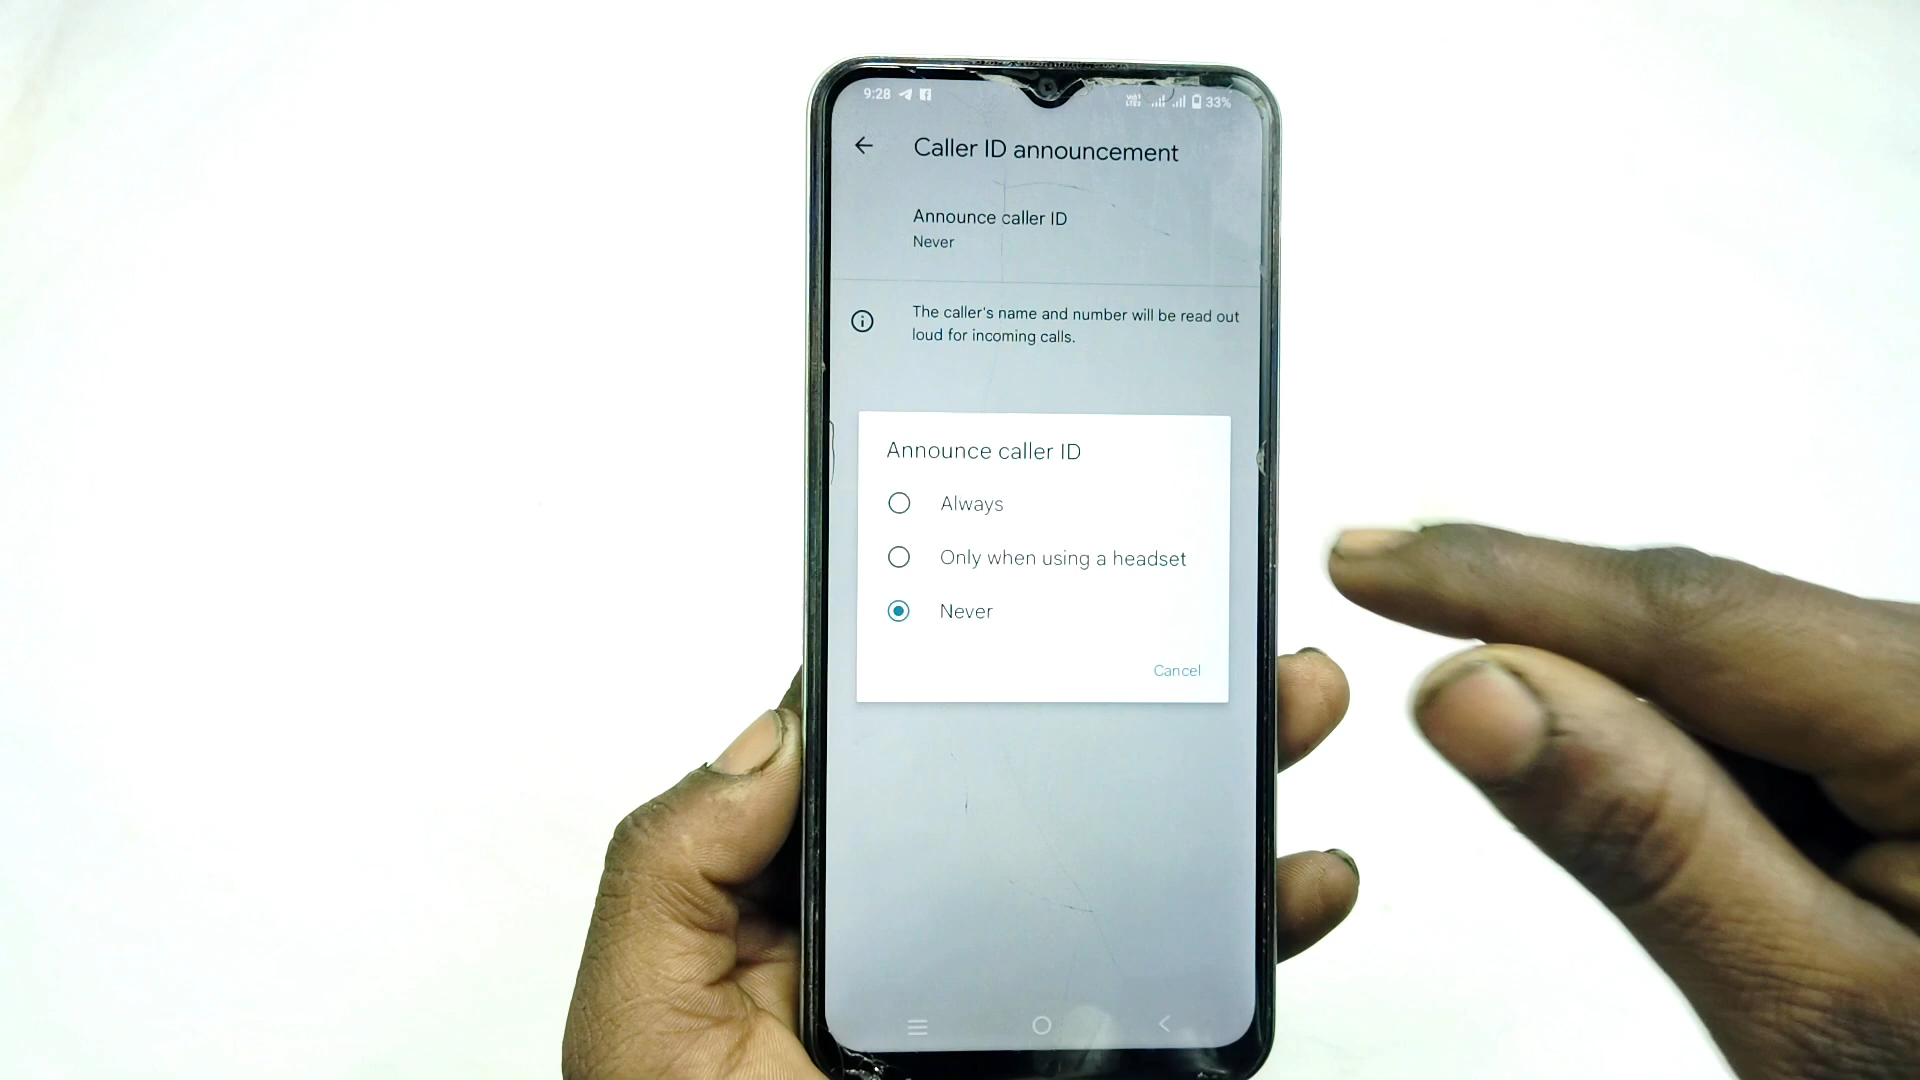 9:28 33%
Caller ID announcement
Announce caller ID
Never
The caller's name and number will be read out
loud for incoming calls.
Announce caller ID
Always
Only when using a headset
Never
Cancel